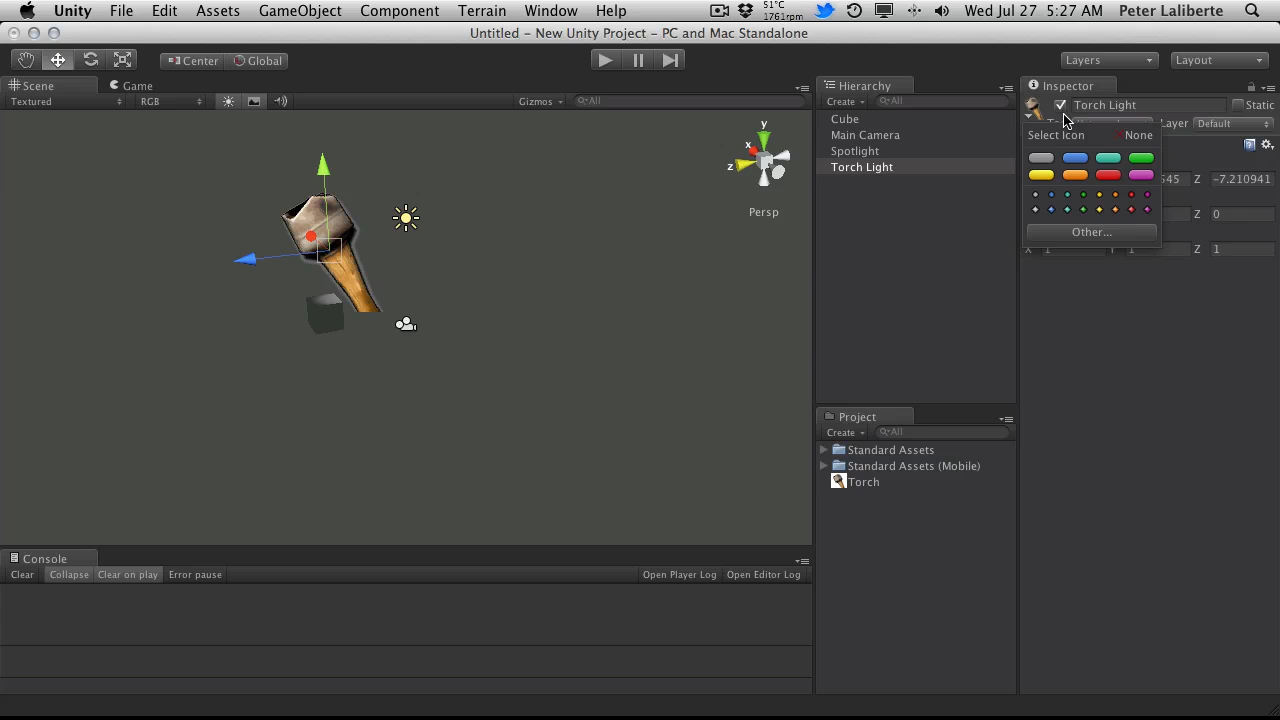 Unity File Edit Assets GameObject Component Terrain Window Help 51°C 1761rpm Wed Jul 27 5:27 AM Peter Laliberte
Untitled – New Unity Project – PC and Mac Standalone
Center Global Layers Layout
Scene Game
Textured RGB Gizmos All
y
x
z
Persp
Hierarchy
Create All
Cube
Main Camera
Spotlight
Torch Light
Project
Create All
Standard Assets
Standard Assets (Mobile)
Torch
Inspector
Torch Light Static
Layer Default
Select Icon None
545 Z -7.210941
Z 0
Other...
X 1 Y 1 Z 1
Console
Clear Collapse Clear on play Error pause Open Player Log Open Editor Log